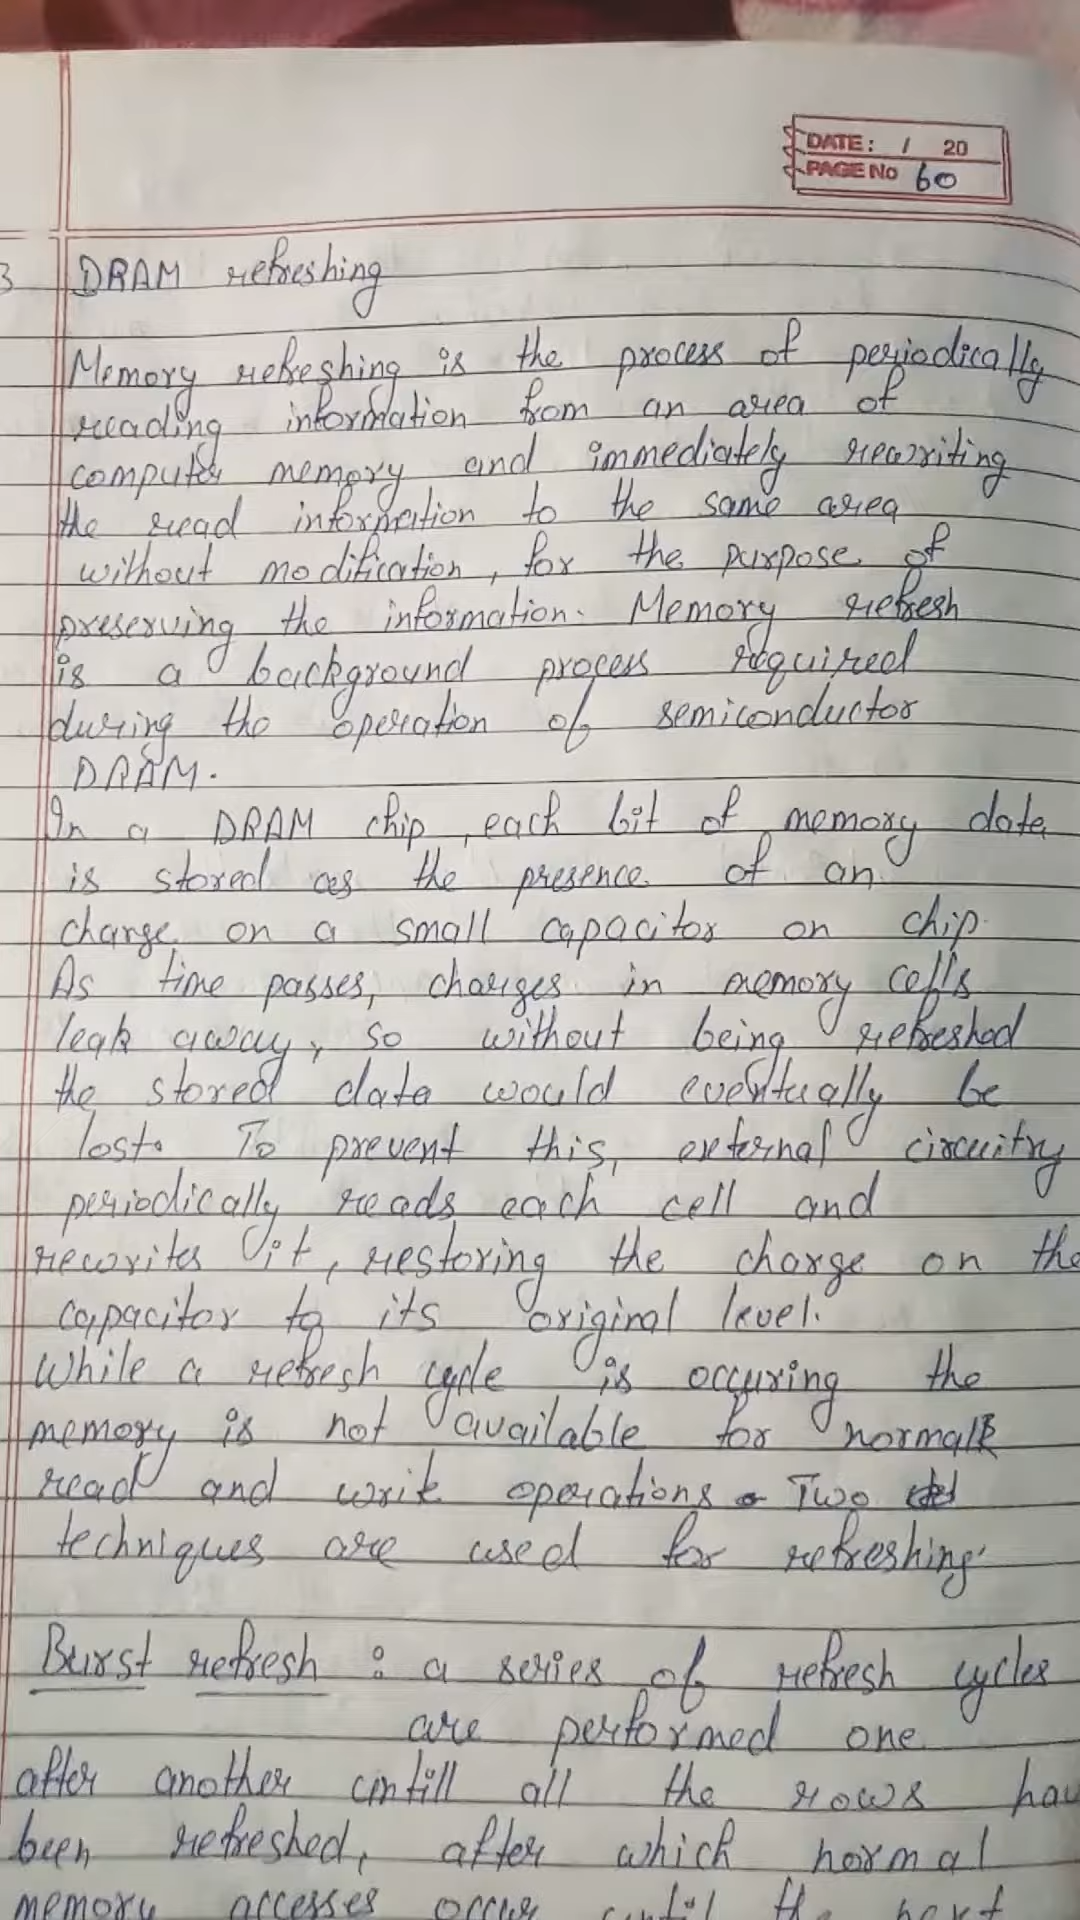 DATE: / 20
PAGE No 60
3 DRAM refreshing
Memory refreshing is the process of periodically
reading information from an area of
computer memory and immediately rewriting
the read information to the same area
without modification, for the purpose of
preserving the information. Memory refresh
is a background process required
during the operation of semiconductor
DRAM.
In a DRAM chip, each bit of memory data
is stored as the presence of an
charge on a small capacitor on chip.
As time passes, charges in memory cells
leak away, so without being refreshed
the stored data would eventually be
lost. To prevent this, external circuitry
periodically reads each cell and
rewrites it, restoring the charge on the
capacitor to its original level.
While a refresh cycle is occuring the
memory is not available for normal
read and write operations. Two
techniques are used for refreshing.
Burst refresh : a series of refresh cycles
are performed one
after another untill all the rows hav
been refreshed, after which normal
memory accesses occur until the next